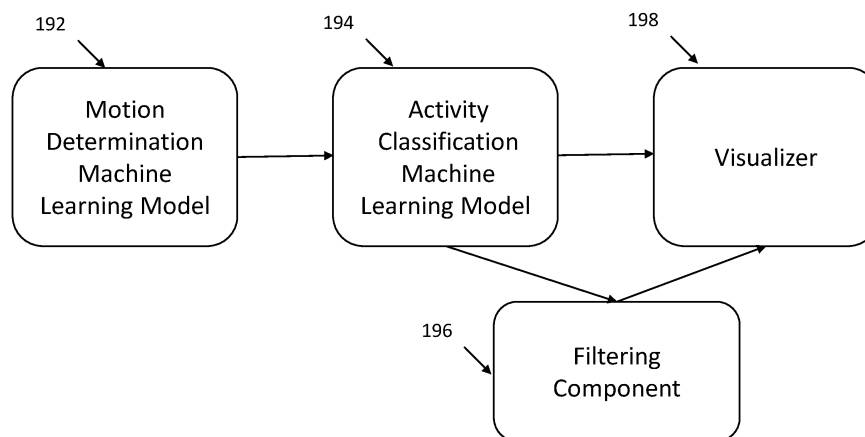 192
Motion
Determination
Machine
Learning Model
194
Activity
Classification
Machine
Learning Model
198
Visualizer
196
Filtering
Component